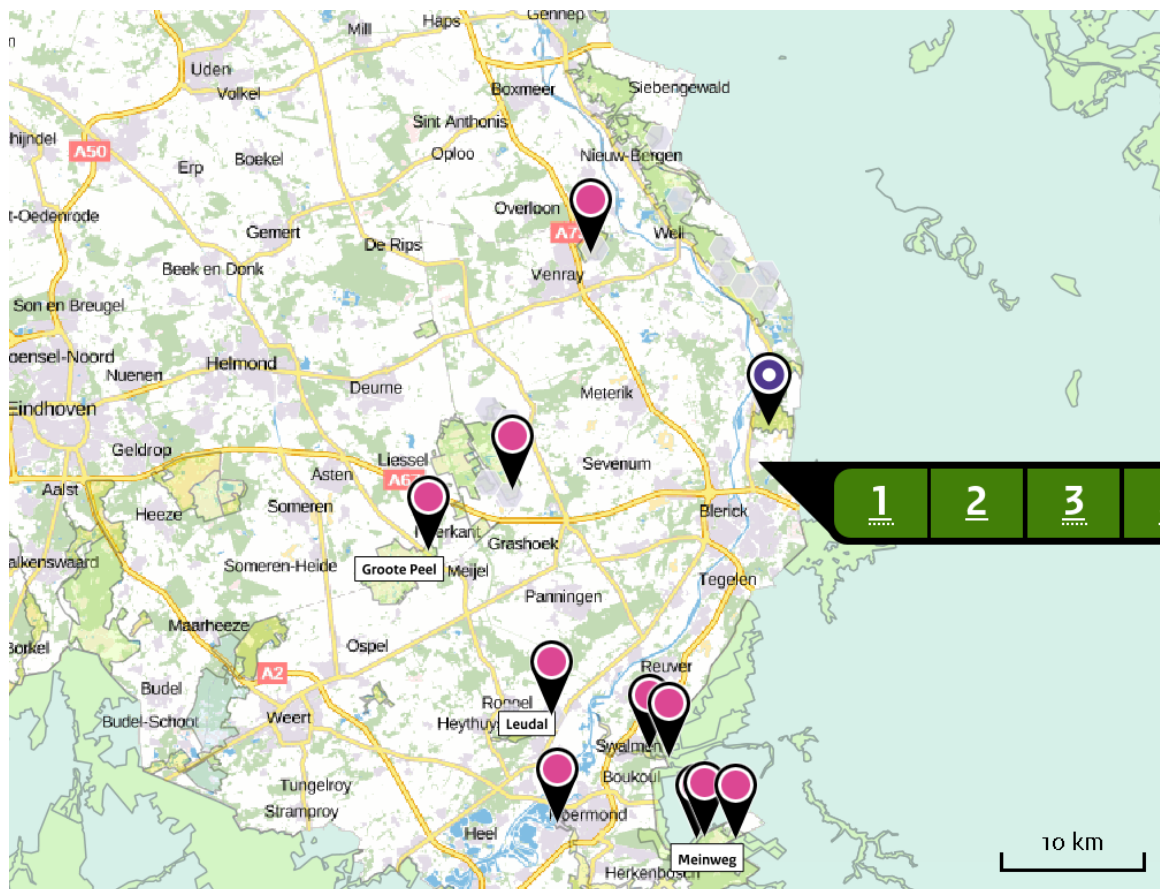 Gennep
Haps
Mill
Uden
Volkel
Boxmeer
Siebengewald
Sint Anthonis
hijndel
A50
Boekel
Oploo
Nieuw-Bergen
Erp
t-Oedenrode
Overloon
Gemert
De Rips
Well
Beek en Donk
Venray
Son en Breugel
oensel-Noord
Nuenen
Helmond
Deurne
Meterik
Eindhoven
Geldrop
Liessel
Sevenum
Asten
Aalst
Someren
Heeze
Blerick
1 2 3
Grashoek
alkenswaard
Someren-Heide
Groote Peel
Meijel
Tegelen
Panningen
Maarheeze
Ospel
Borkel
A2
Reuver
Budel
Budel-Schoot
Weert
Leudal
Swalmen
Boukoul
Tungelroy
Stramproy
Heel
10 km
Meinweg
Herkenbosch